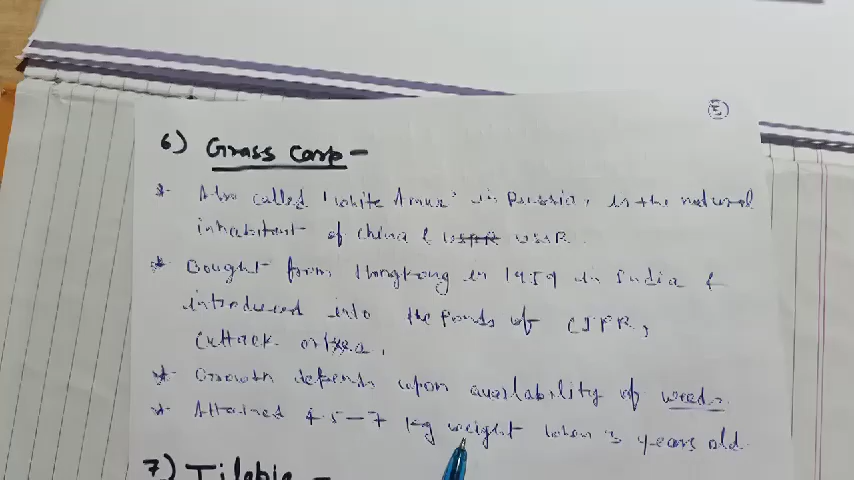 5
6) Grass Carp -
* Also called 'White Amur' in Russia, is the natural
inhabitant of China & USSR.
* Bought form Hongkong in 1959 in India &
introduced into the Ponds of CIFR,
Cuttack. orissa,
* Growth depends upon availability of weeds.
* Attained 4.5-7 kg weight when 3 years old.
7) Tilapia -